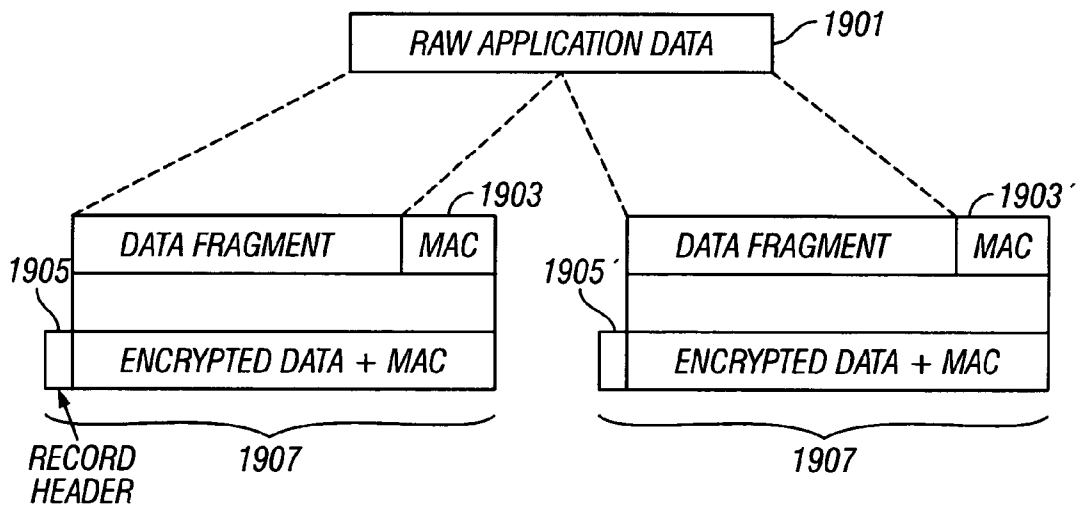 RAW APPLICATION DATA
1901
1903
1903´
DATA FRAGMENT
MAC
DATA FRAGMENT
MAC
1905
1905´
ENCRYPTED DATA + MAC
ENCRYPTED DATA + MAC
1907
1907
RECORD
HEADER